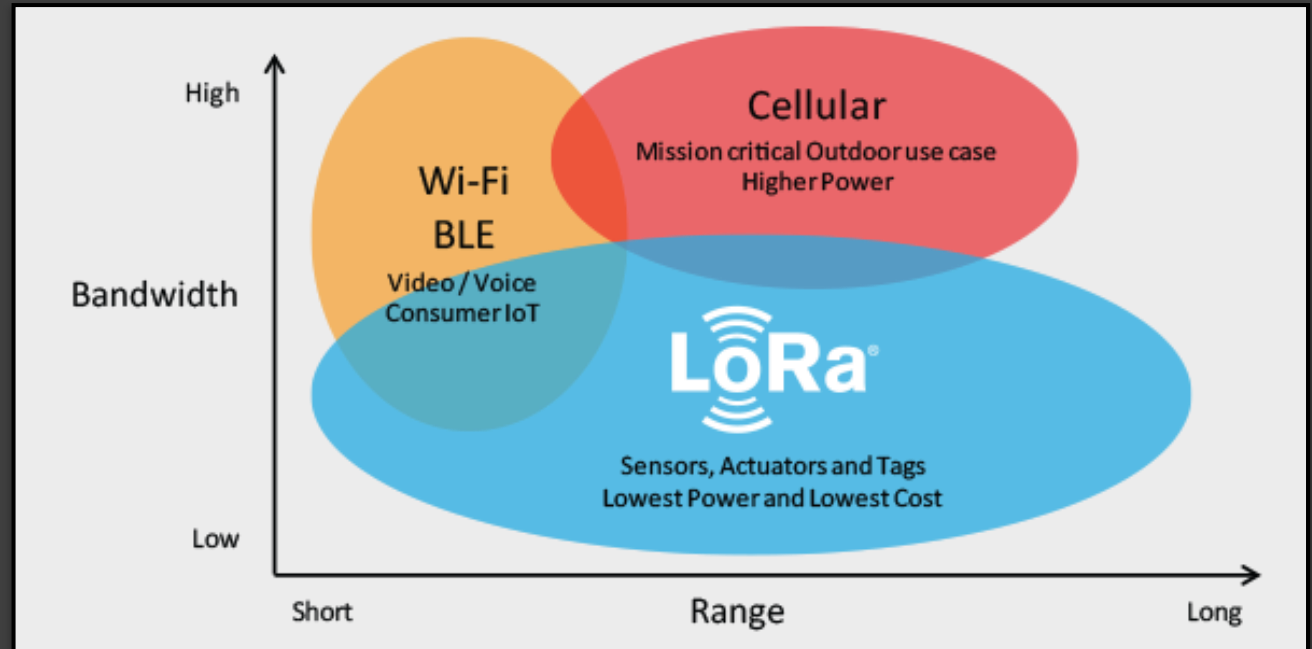 High
Bandwidth
Low
Wi-Fi
BLE
Video / Voice
Consumer IoT
Cellular
Mission critical Outdoor use case
Higher Power
LoRa®
Sensors, Actuators and Tags
Lowest Power and Lowest Cost
Short
Range
Long